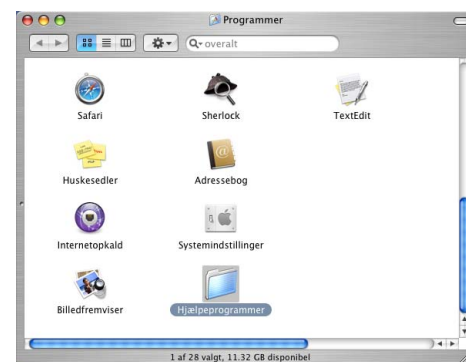 Programmer
overalt
Safari
Sherlock
TextEdit
Huskesedler
Adressebog
Internetopkald
Systemindstillinger
Billedfremviser
Hjælpeprogrammer
1 af 28 valgt, 11.32 GB disponibel